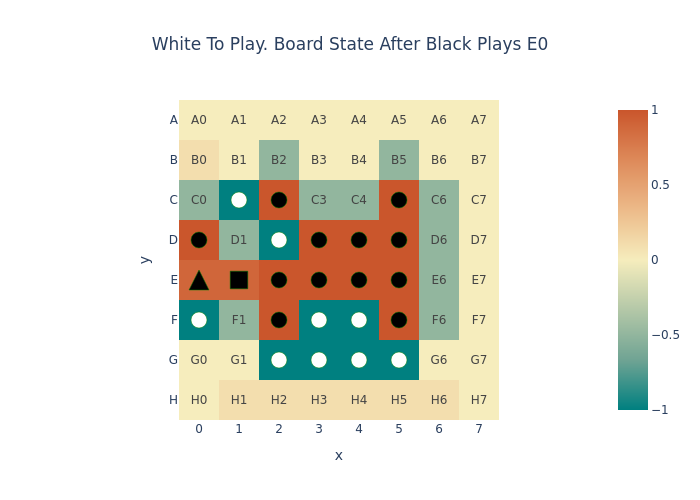 White To Play. Board State After Black Plays E0
A A0 A1 A2 A3 A4 A5 A6 A7
B B0 B1 B2 B3 B4 B5 B6 B7
C C0 C3 C4 C6 C7
D D1 D6 D7
E E6 E7
F F1 F6 F7
G G0 G1 G6 G7
H H0 H1 H2 H3 H4 H5 H6 H7
0 1 2 3 4 5 6 7
x
y
1
0.5
0
−0.5
−1